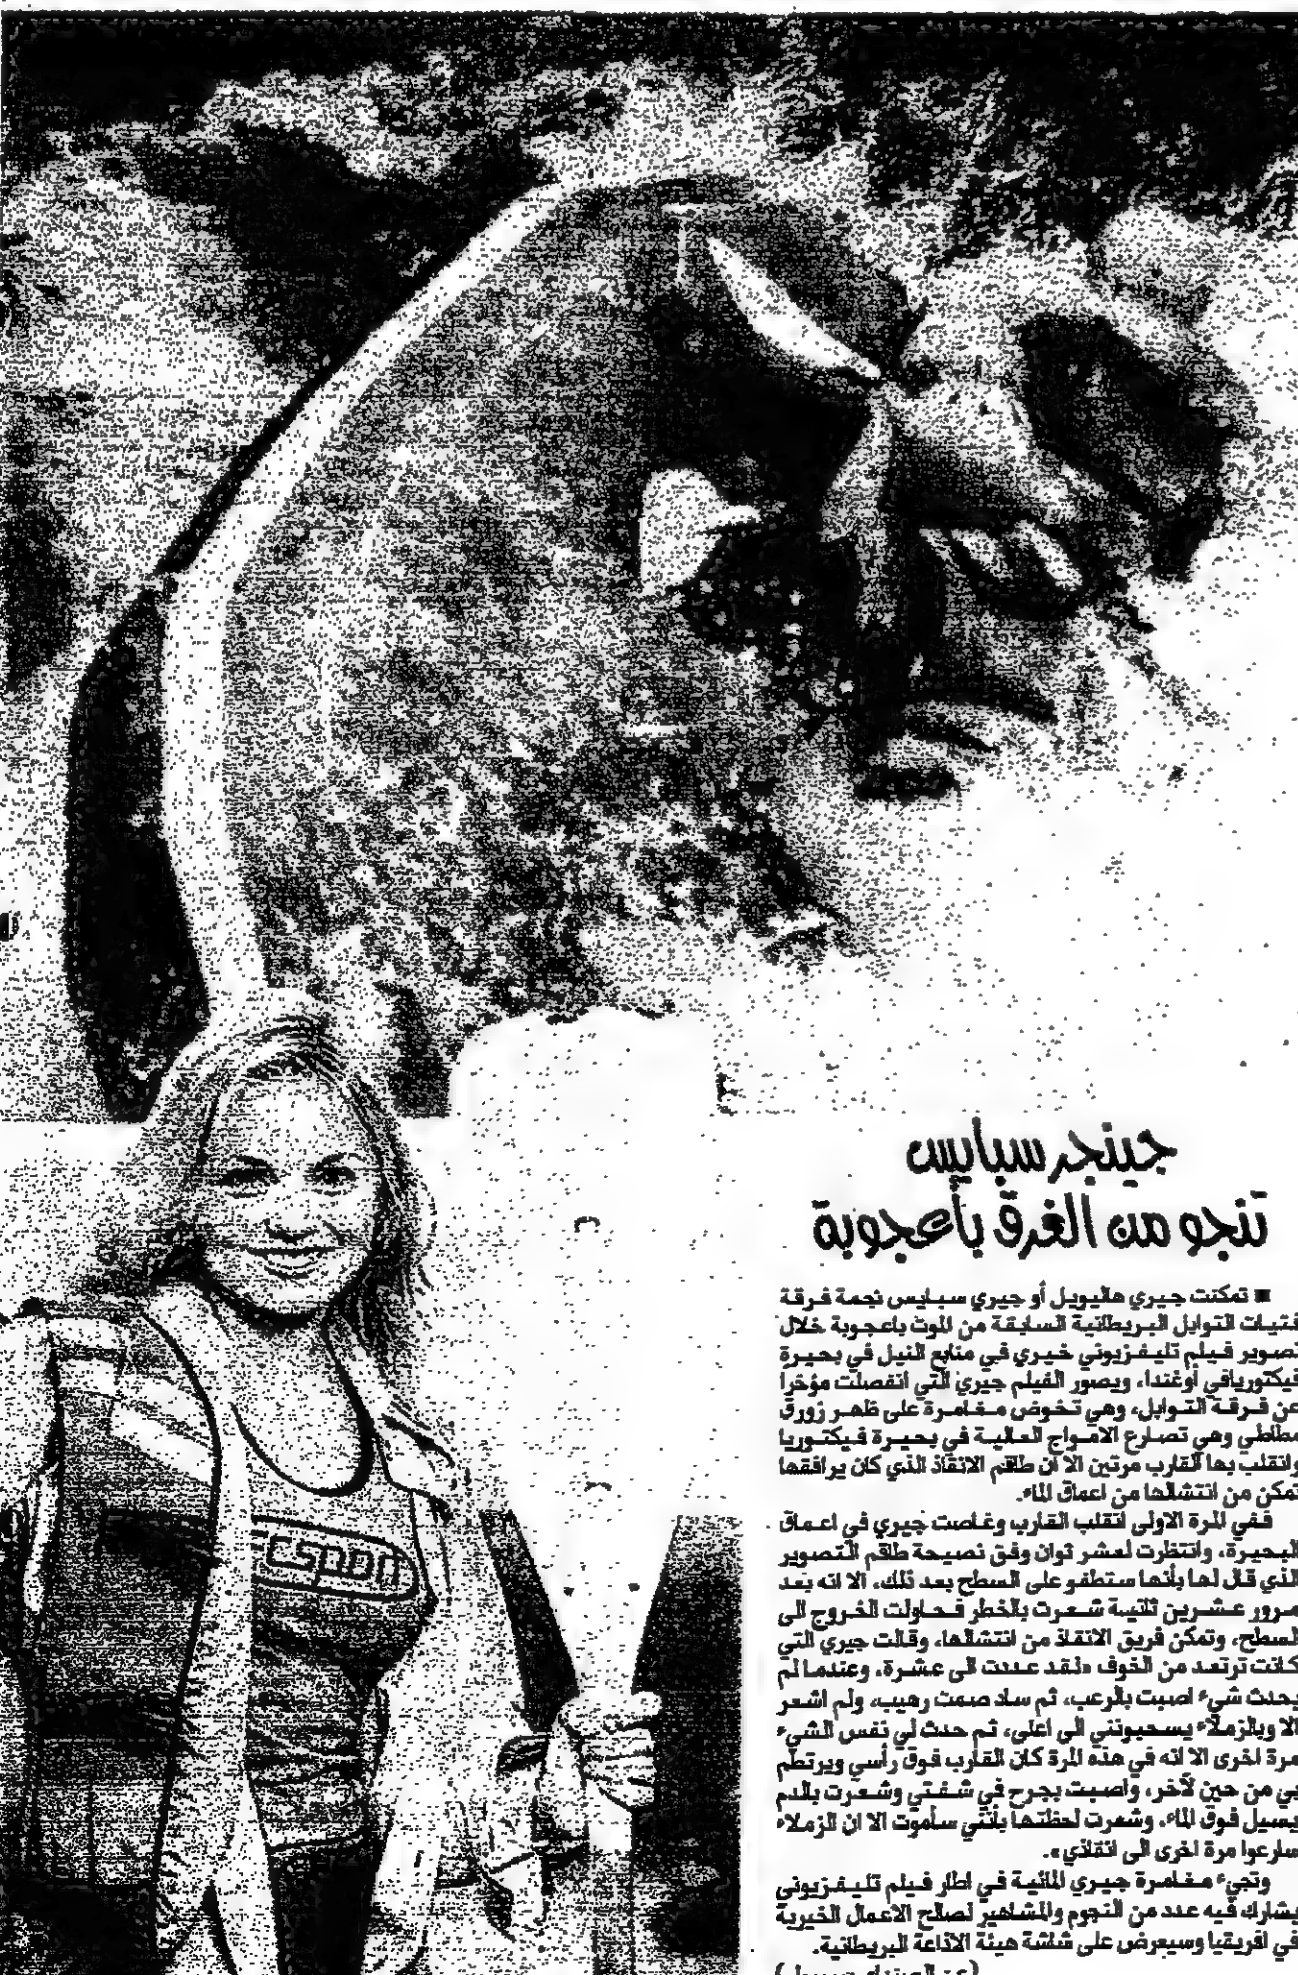 جينجر سبايس
تنجو من الغرق بأعجوبة
■ تمكنت جيري هاليويل أو جيري سبايس نجمة فرقة
فتيات التوابل البريطانية السابقة من الموت باعجوبة خلال
تصوير فيلم تليفزيوني خيري في منابع النيل في بحيرة
فيكتوريافي أوغندا، ويصور الفيلم جيري التي انفصلت مؤخرا
عن فرقة التوابل، وهي تخوض مغامرة على ظهر زورق
مطاطي وهي تصارع الامواج العالية في بحيرة فيكتوريا
وانقلب بها القارب مرتين الا ان طاقم الانقاذ الذي كان يرافقها
تمكن من انتشالها من اعماق الماء.
ففي المرة الاولى انقلب القارب وغاصت جيري في اعماق
البحيرة، وانتظرت لعشر ثوان وفق نصيحة طاقم التصوير
الذي قال لها بأنها ستطفو على السطح بعد ذلك، الا انه بعد
مرور عشرين ثانية شعرت بالخطر فحاولت الخروج الى
السطح، وتمكن فريق الانقاذ من انتشالها، وقالت جيري التي
كانت ترتعد من الخوف «لقد عددت الى عشرة، وعندما لم
يحدث شيء اصبت بالرعب، ثم ساد صمت رهيب، ولم اشعر
الا وبالزملاء يسحبونني الى اعلى، ثم حدث لي نفس الشيء
مرة اخرى الا انه في هذه المرة كان القارب فوق رأسي ويرتطم
بي من حين لآخر، واصبت بجرح في شفتي وشعرت بالدم
يسيل فوق الماء، وشعرت لحظتها بأنني سأموت الا ان الزملاء
سارعوا مرة اخرى الى انقاذي».
وتجيء مغامرة جيري المائية في اطار فيلم تليفزيوني
يشارك فيه عدد من النجوم والمشاهير لصالح الاعمال الخيرية
في افريقيا وسيعرض على شاشة هيئة الاذاعة البريطانية.